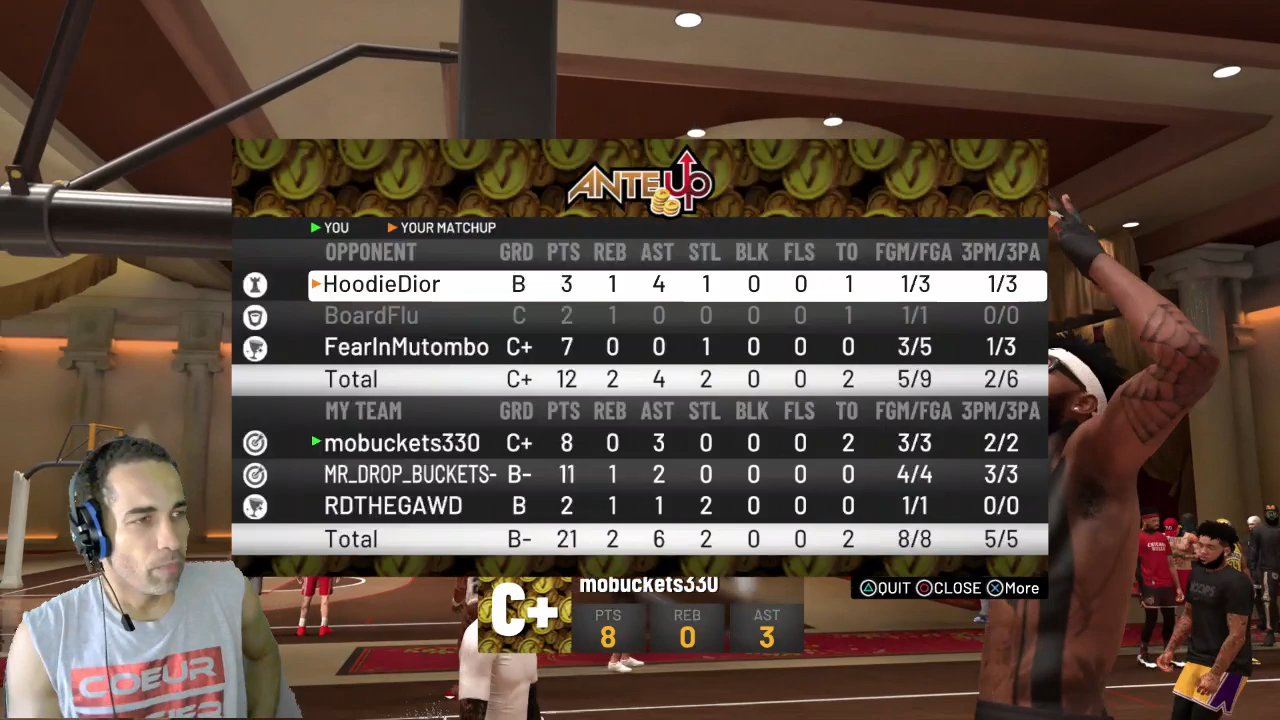 ANTE UP
YOU YOUR MATCHUP
OPPONENT GRD PTS REB AST STL BLK FLS TO FGM/FGA 3PM/3PA
HoodieDior B 3 1 4 1 0 0 1 1/3 1/3
BoardFlu C 2 1 0 0 0 0 1 1/1 0/0
FearInMutombo C+ 7 0 0 1 0 0 0 3/5 1/3
Total C+ 12 2 4 2 0 0 2 5/9 2/6
MY TEAM GRD PTS REB AST STL BLK FLS TO FGM/FGA 3PM/3PA
mobuckets330 C+ 8 0 3 0 0 0 2 3/3 2/2
MR_DROP_BUCKETS- B- 11 1 2 0 0 0 0 4/4 3/3
RDTHEGAWD B 2 1 1 2 0 0 0 1/1 0/0
Total B- 21 2 6 2 0 0 2 8/8 5/5
C+ mobuckets330
PTS REB AST
8 0 3
QUIT CLOSE More
COEUR